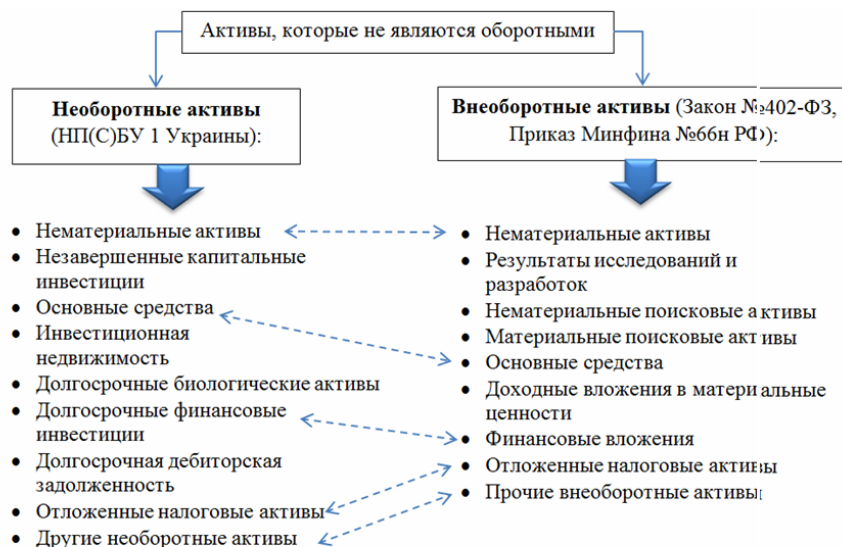 Активы, которые не являются оборотными
Необоротные активы
(НП(С)БУ 1 Украины):
Внеоборотные активы (Закон №402-ФЗ,
Приказ Минфина №66н РФ):
• Нематериальные активы
• Незавершенные капитальные
инвестиции
• Основные средства
• Инвестиционная
недвижимость
• Долгосрочные биологические активы
• Долгосрочные финансовые
инвестиции
• Долгосрочная дебиторская
задолженность
• Отложенные налоговые активы
• Другие необоротные активы
• Нематериальные активы
• Результаты исследований и
разработок
• Нематериальные поисковые активы
• Материальные поисковые активы
• Основные средства
• Доходные вложения в материальные
ценности
• Финансовые вложения
• Отложенные налоговые активы
• Прочие внеоборотные активы